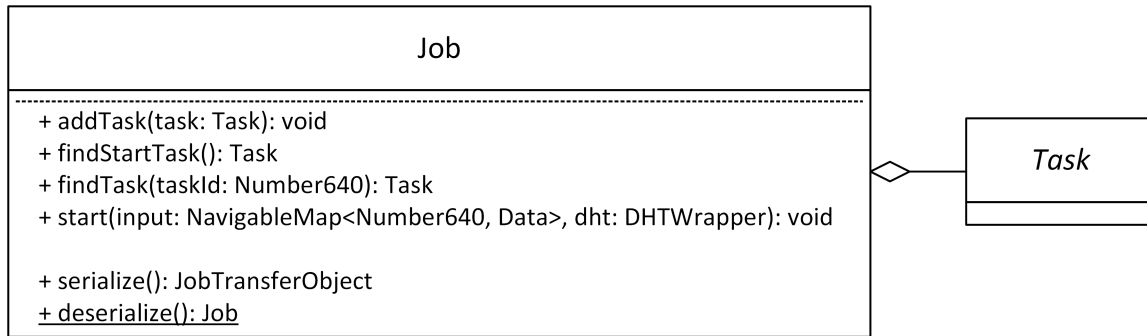 Job
+ addTask(task: Task): void
+ findStartTask(): Task
+ findTask(taskId: Number640): Task
+ start(input: NavigableMap<Number640, Data>, dht: DHTWrapper): void
+ serialize(): JobTransferObject
+ deserialize(): Job
Task